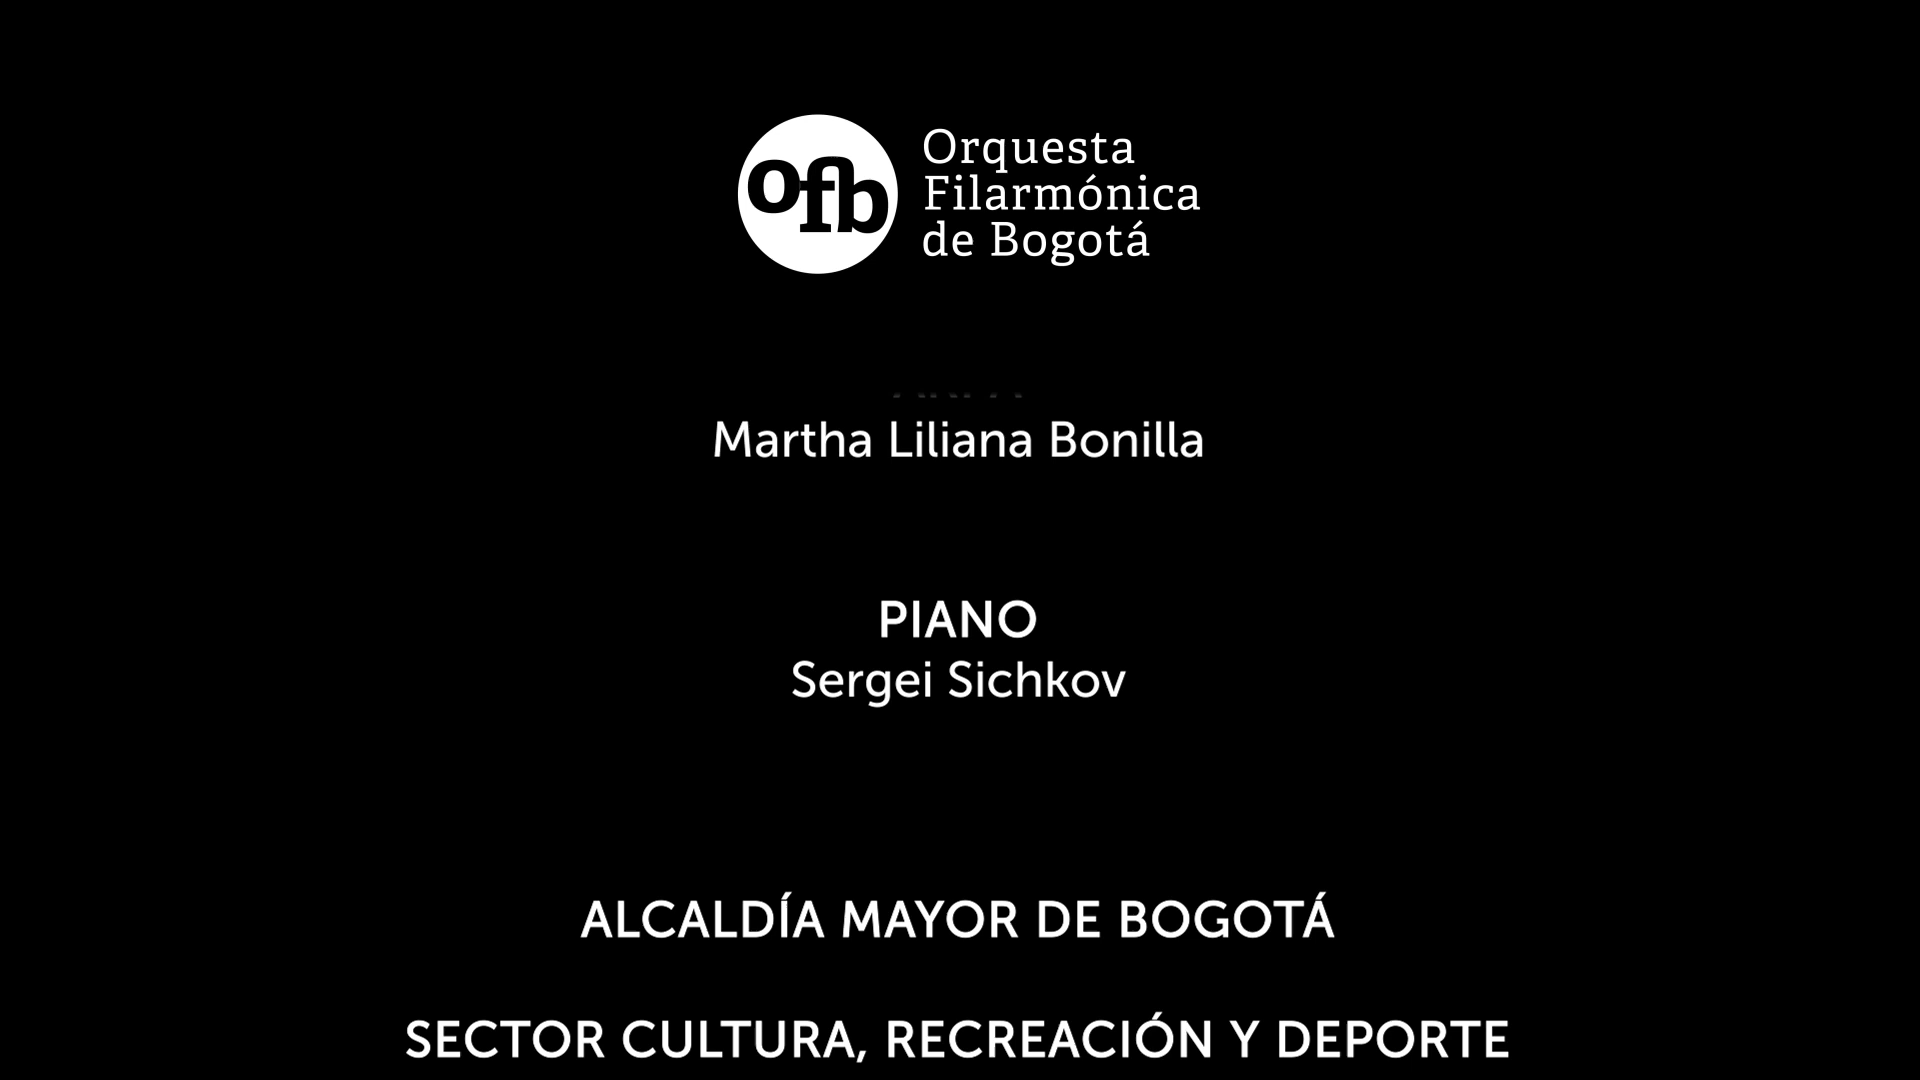 ofb
Orquesta
Filarmónica
de Bogotá
Martha Liliana Bonilla
PIANO
Sergei Sichkov
ALCALDÍA MAYOR DE BOGOTÁ
SECTOR CULTURA, RECREACIÓN Y DEPORTE